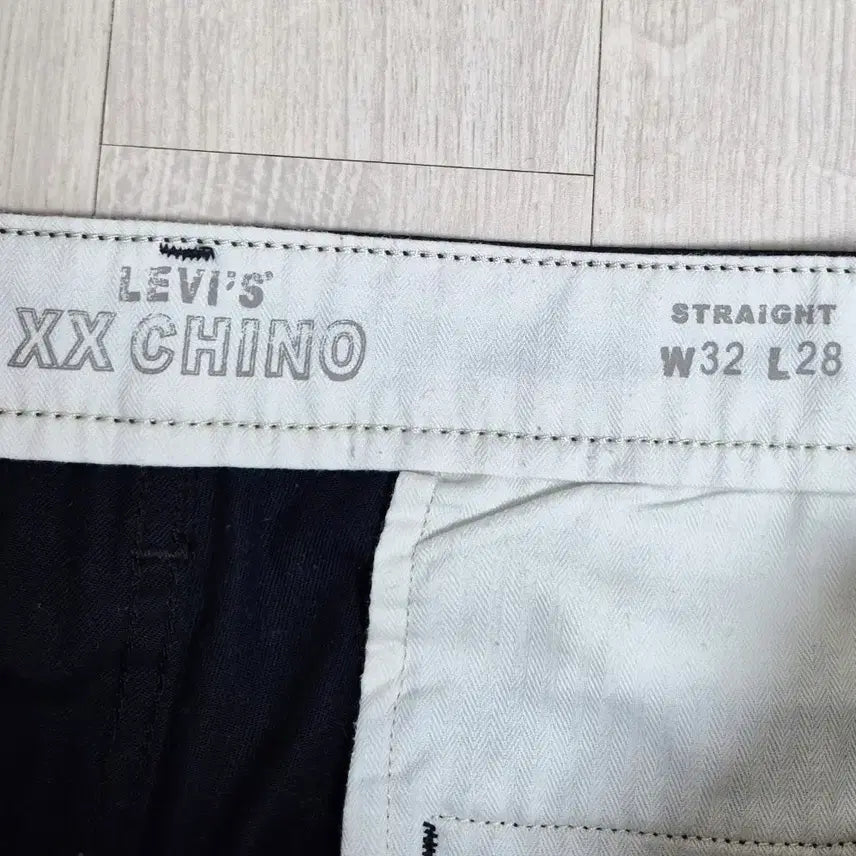 LEVI'S
XX CHINO
STRAIGHT
W32 L28